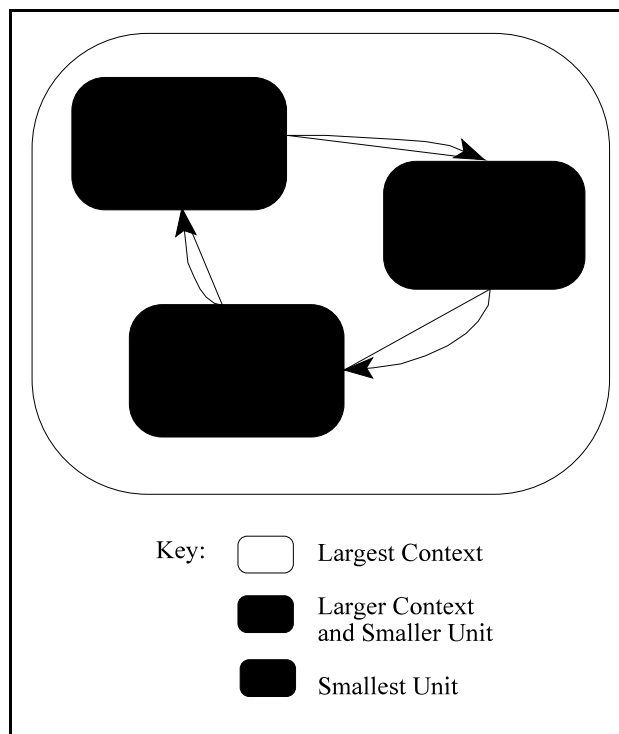 Key:
Largest Context
Larger Context
and Smaller Unit
Smallest Unit